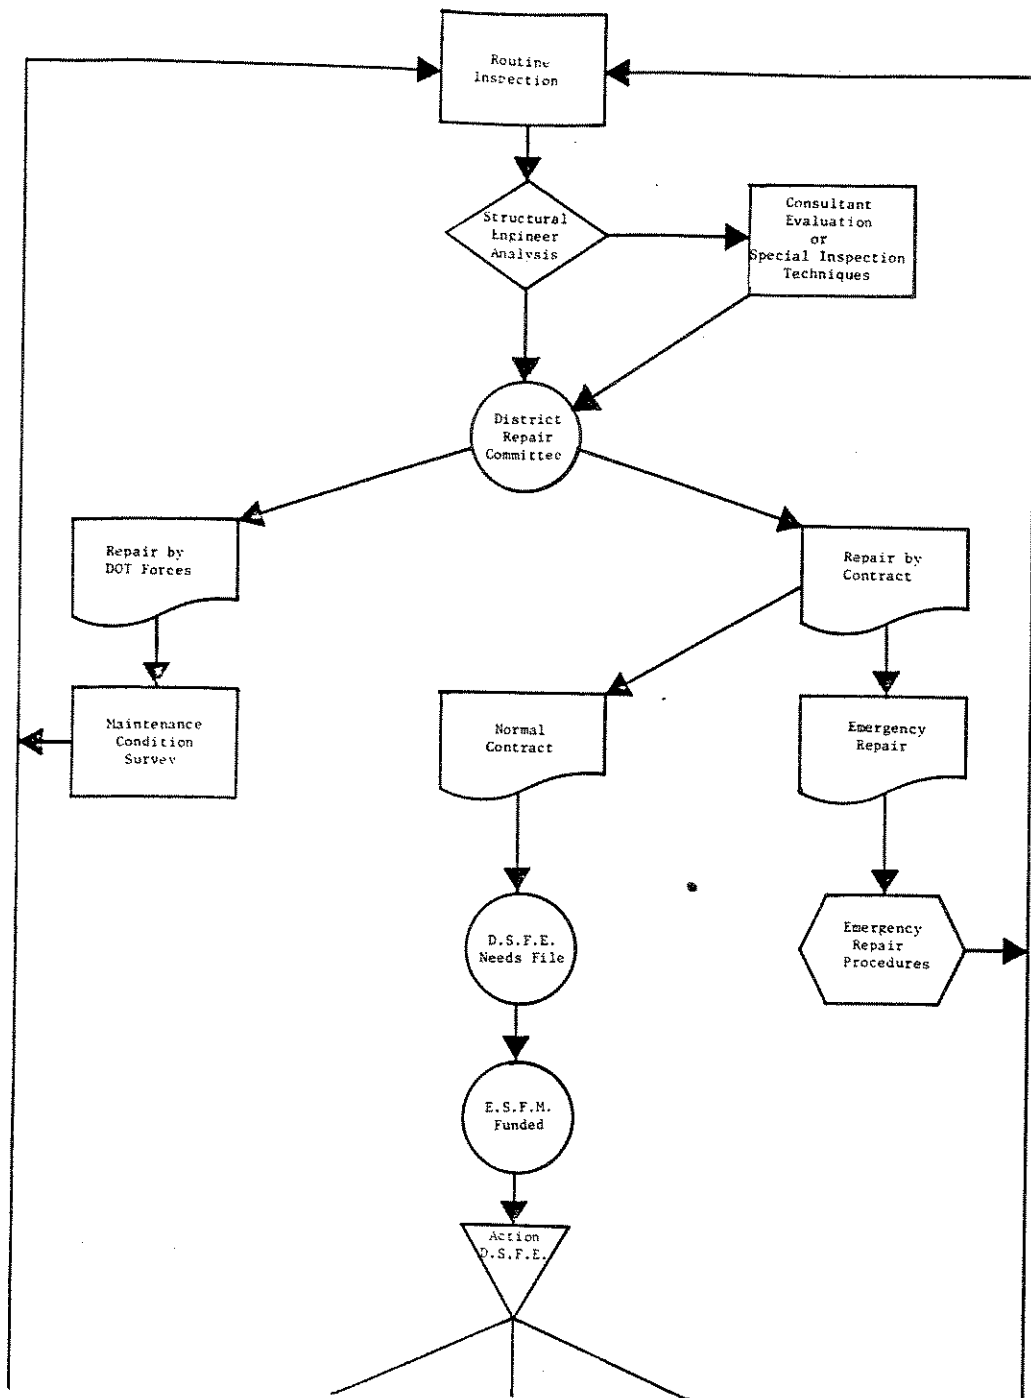 Routine
Inspection
Structural
Engineer
Analysis
Consultant
Evaluation
or
Special Inspection
Techniques
District
Repair
Committee
Repair by
DOT Forces
Repair by
Contract
Maintenance
Condition
Survey
Normal
Contract
Emergency
Repair
D.S.F.E.
Needs File
Emergency
Repair
Procedures
E.S.F.M.
Funded
Action
D.S.F.E.